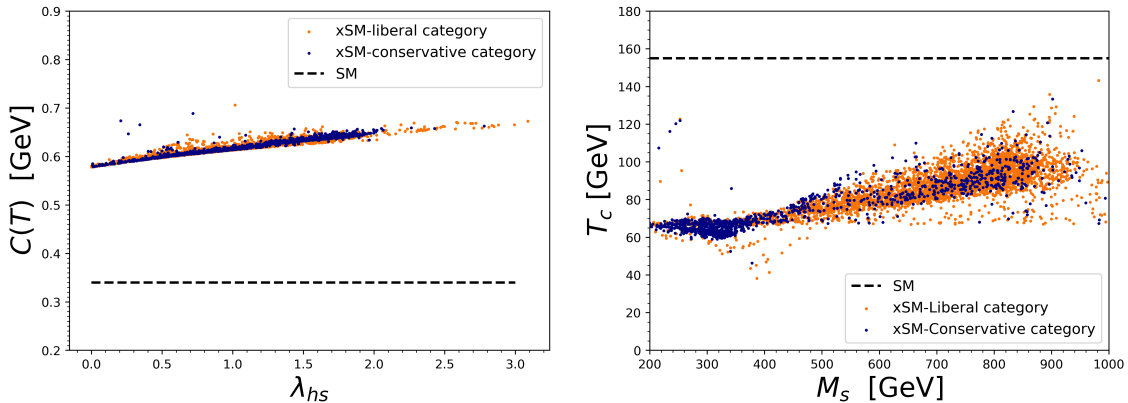 0.9
0.8
0.7
0.6
0.5
0.4
0.3
0.2
C(T) [GeV]
xSM-liberal category
xSM-conservative category
SM
0.0 0.5 1.0 1.5 2.0 2.5 3.0
λhs
180
160
140
120
100
80
60
40
20
0
Tc [GeV]
SM
xSM-Liberal category
xSM-Conservative category
200 300 400 500 600 700 800 900 1000
Ms [GeV]